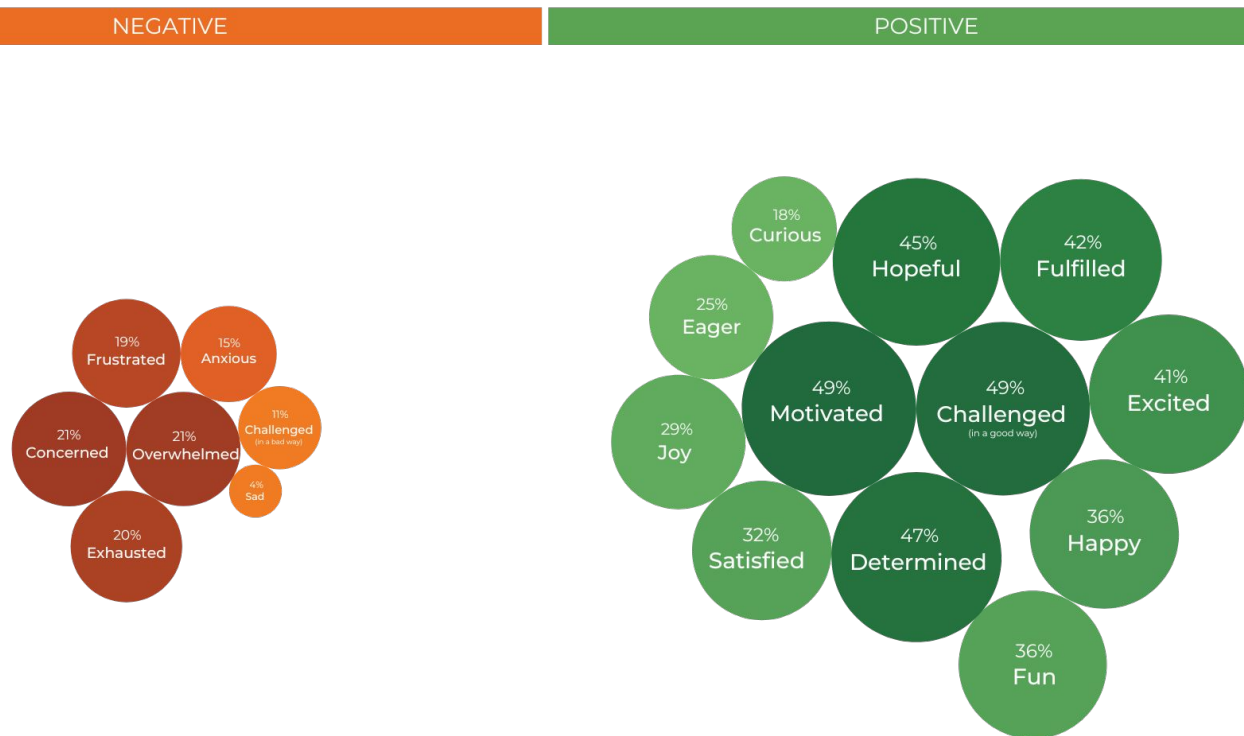 NEGATIVE
POSITIVE
19%
Frustrated
15%
Anxious
11%
Challenged
(in a bad way)
21%
Concerned
21%
Overwhelmed
4%
Sad
20%
Exhausted
18%
Curious
45%
Hopeful
42%
Fulfilled
25%
Eager
49%
Motivated
49%
Challenged
(in a good way)
41%
Excited
29%
Joy
32%
Satisfied
47%
Determined
36%
Happy
36%
Fun